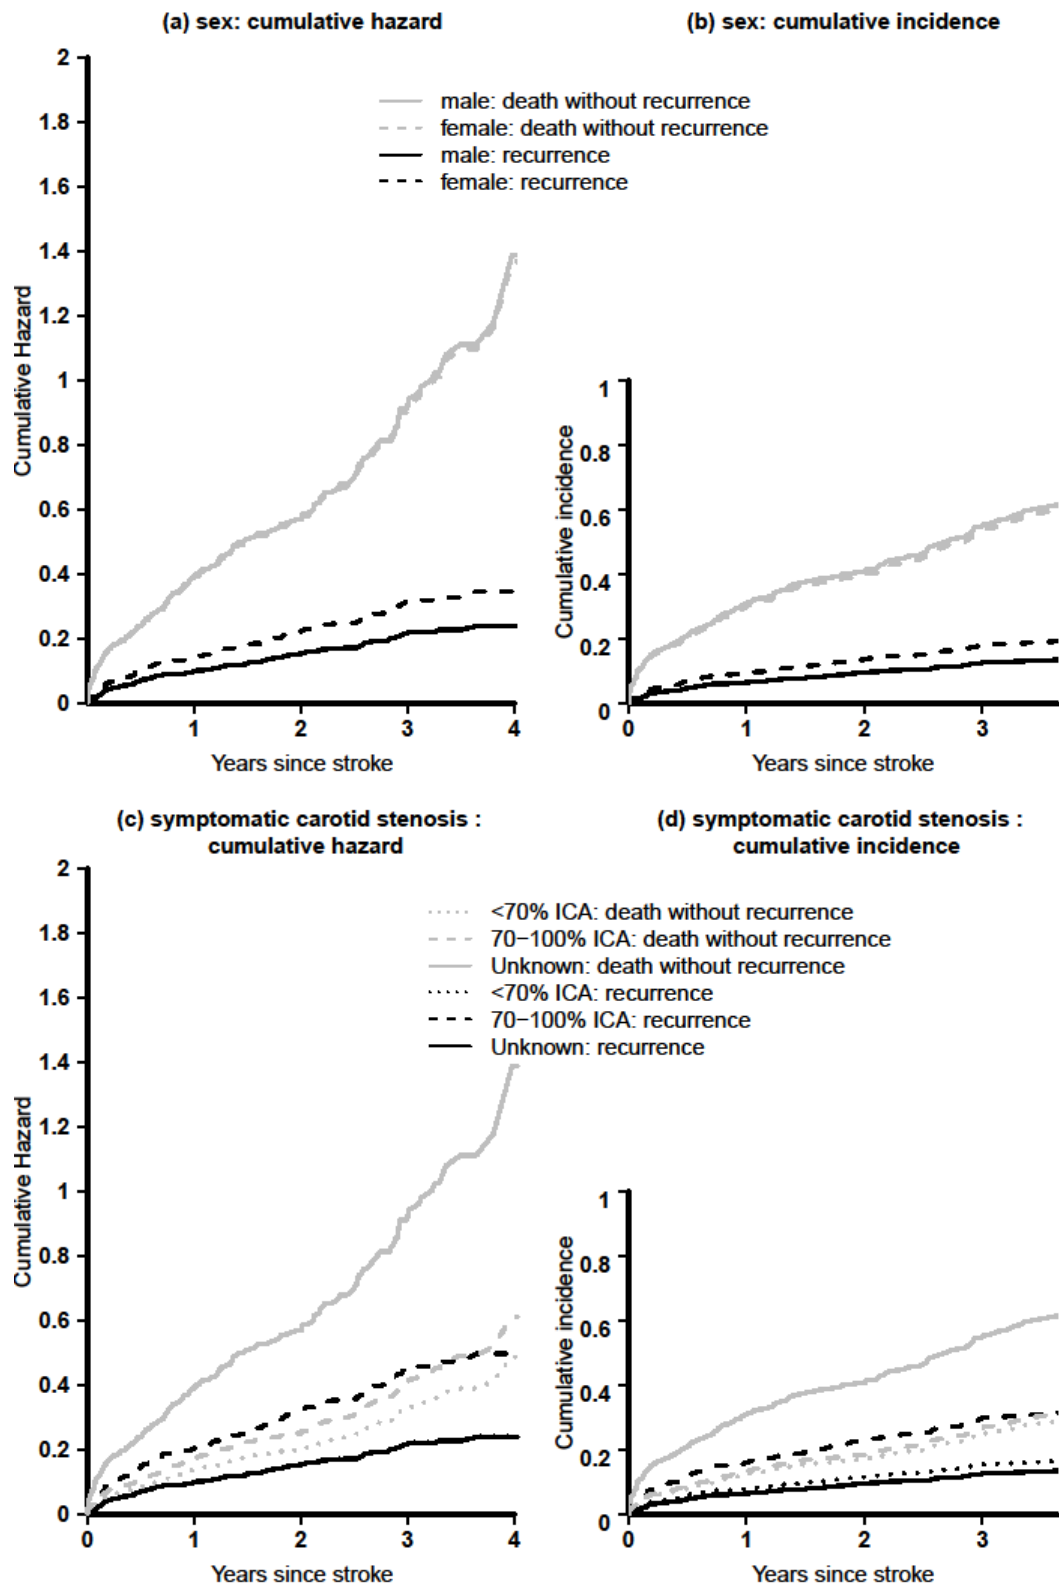 (a) sex: cumulative hazard
2
1.8
1.6
1.4
1.2
1
0.8
0.6
0.4
0.2
0
Cumulative Hazard
1
2
3
4
Years since stroke
male: death without recurrence
female: death without recurrence
male: recurrence
female: recurrence
(b) sex: cumulative incidence
1
0.8
0.6
0.4
0.2
0
Cumulative incidence
0
1
2
3
Years since stroke
(c) symptomatic carotid stenosis :
cumulative hazard
2
1.8
1.6
1.4
1.2
1
0.8
0.6
0.4
0.2
0
Cumulative Hazard
0
1
2
3
4
Years since stroke
<70% ICA: death without recurrence
70−100% ICA: death without recurrence
Unknown: death without recurrence
<70% ICA: recurrence
70−100% ICA: recurrence
Unknown: recurrence
(d) symptomatic carotid stenosis :
cumulative incidence
1
0.8
0.6
0.4
0.2
0
Cumulative incidence
0
1
2
3
Years since stroke